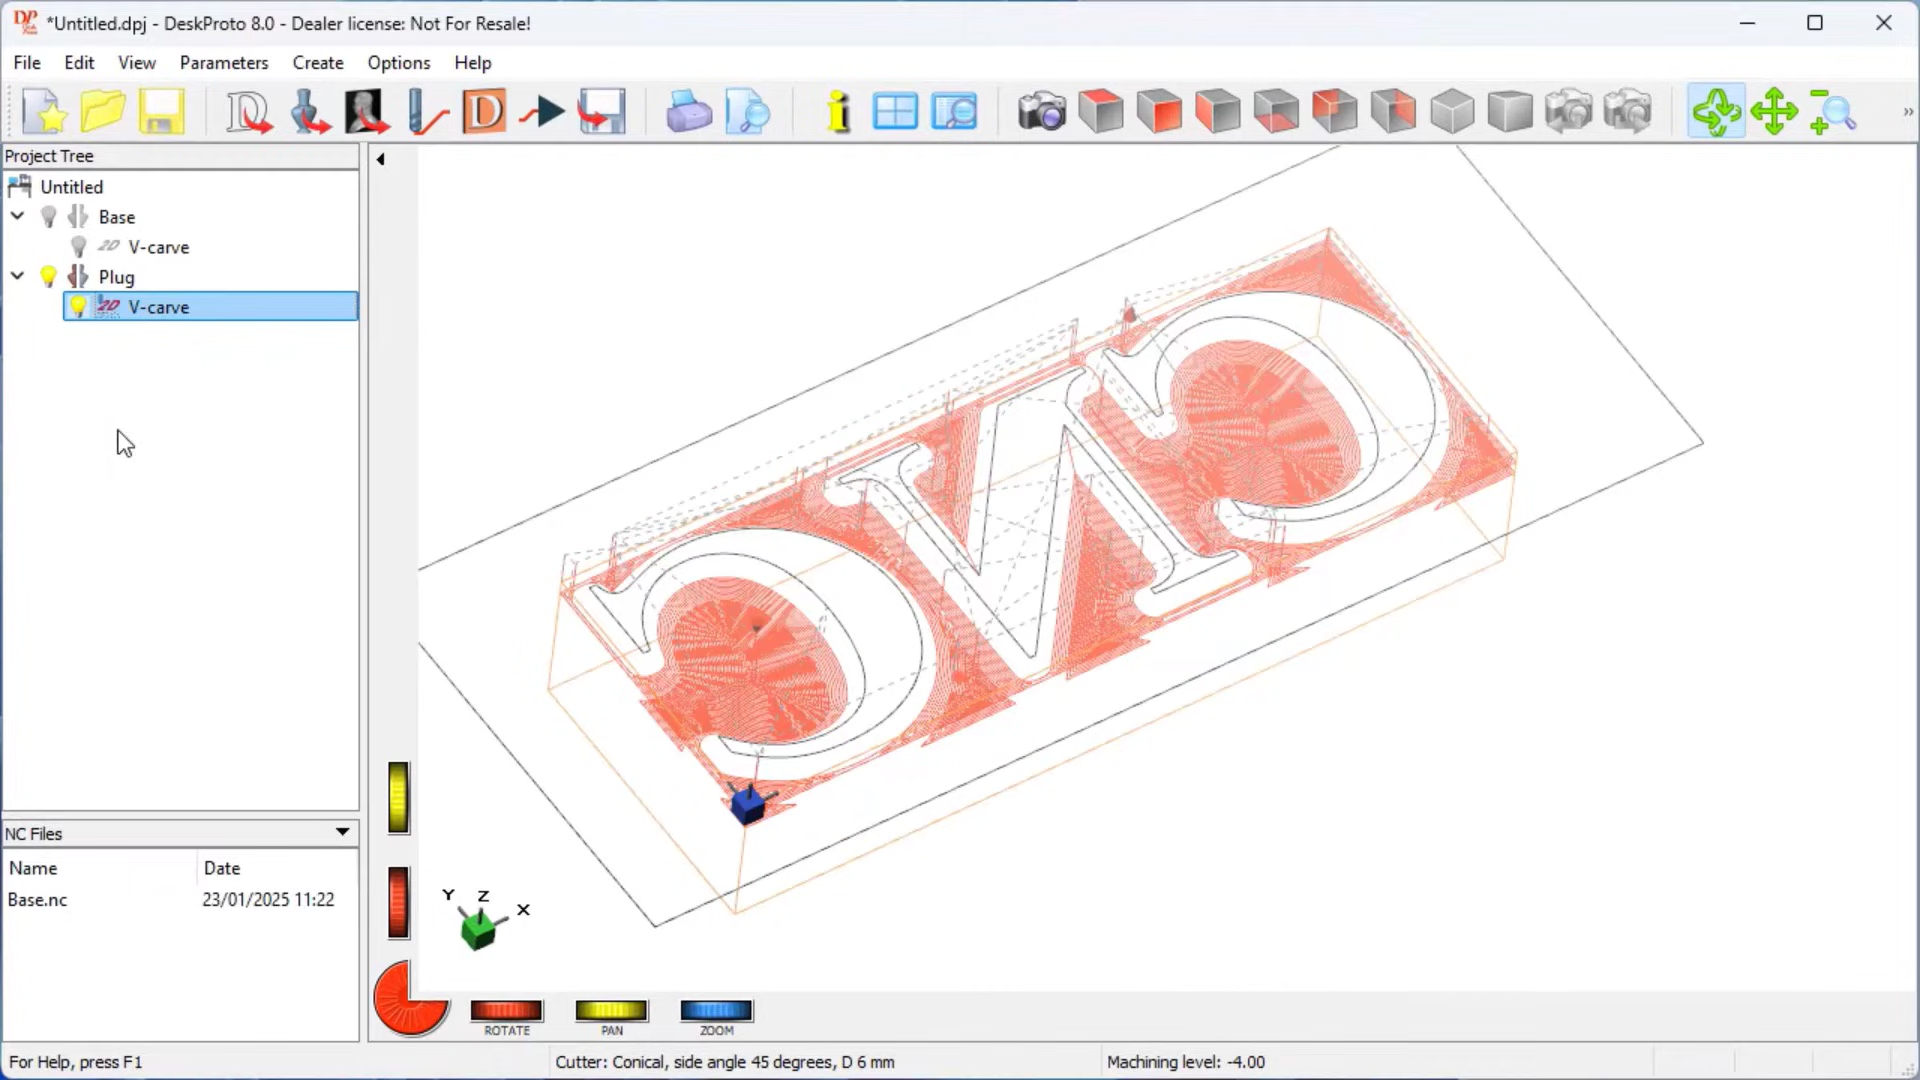 *Untitled.dpj - DeskProto 8.0 - Dealer license: Not For Resale!
File Edit View Parameters Create Options Help
Project Tree
Untitled
Base
2D V-carve
Plug
2D V-carve
NC Files
Name Date
Base.nc 23/01/2025 11:22
Y Z X
ROTATE PAN ZOOM
For Help, press F1 Cutter: Conical, side angle 45 degrees, D 6 mm Machining level: -4.00